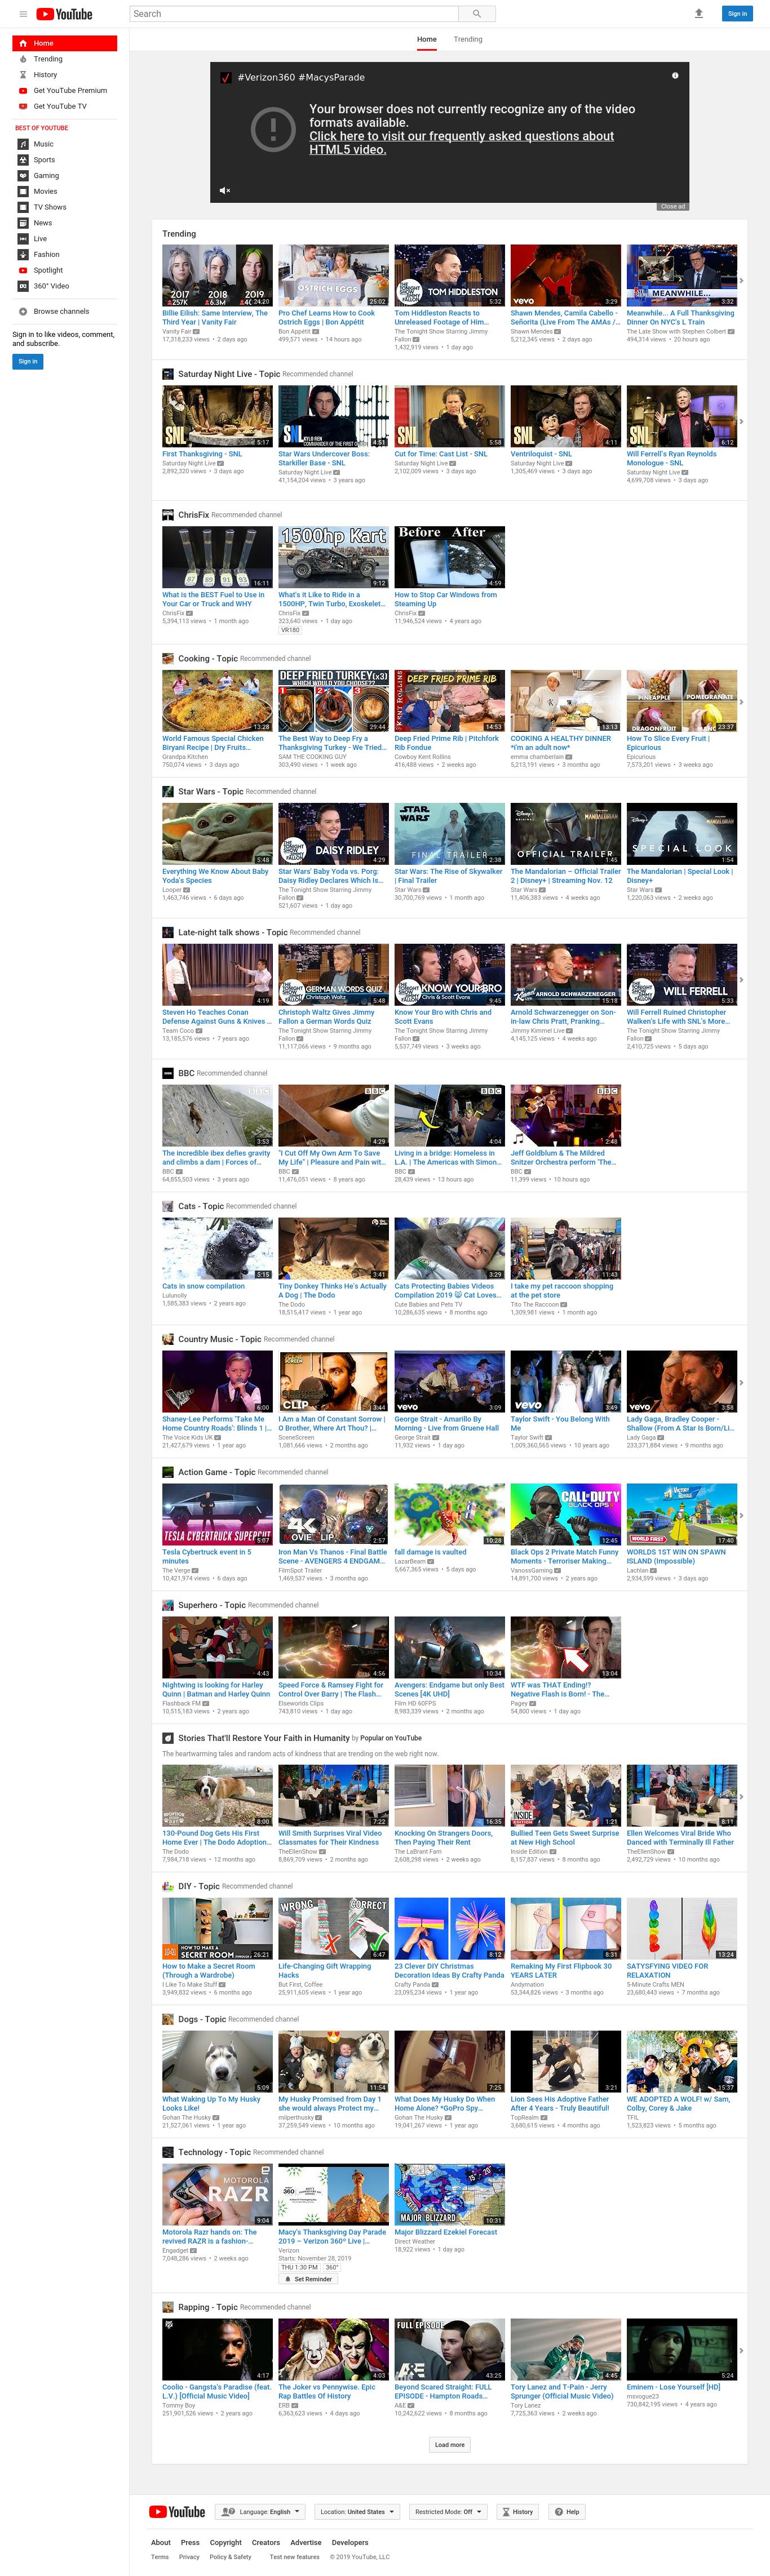 YouTube
Search
Sign in
Home
Trending
History
Get YouTube Premium
Get YouTube TV
BEST OF YOUTUBE
Music
Sports
Gaming
Movies
TV Shows
News
Live
Fashion
Spotlight
360° Video
Browse channels
Sign in to like videos, comment,
and subscribe.
Sign in
Home Trending
#Verizon360 #MacysParade
Your browser does not currently recognize any of the video
formats available.
Click here to visit our frequently asked questions about
HTML5 video.
Close ad
Trending
Billie Eilish: Same Interview, The
Third Year | Vanity Fair
Vanity Fair
17,318,233 views • 2 days ago
Pro Chef Learns How to Cook
Ostrich Eggs | Bon Appétit
Bon Appétit
499,571 views • 14 hours ago
Tom Hiddleston Reacts to
Unreleased Footage of Him...
The Tonight Show Starring Jimmy
Fallon
1,432,919 views • 1 day ago
Shawn Mendes, Camila Cabello -
Señorita (Live From The AMAs /...
Shawn Mendes
5,212,345 views • 2 days ago
Meanwhile... A Full Thanksgiving
Dinner On NYC's L Train
The Late Show with Stephen Colbert
494,314 views • 20 hours ago
Saturday Night Live - Topic Recommended channel
First Thanksgiving - SNL
Saturday Night Live
2,892,320 views • 3 days ago
Star Wars Undercover Boss:
Starkiller Base - SNL
Saturday Night Live
41,154,204 views • 3 years ago
Cut for Time: Cast List - SNL
Saturday Night Live
2,102,009 views • 3 days ago
Ventriloquist - SNL
Saturday Night Live
1,305,469 views • 3 days ago
Will Ferrell's Ryan Reynolds
Monologue - SNL
Saturday Night Live
4,699,708 views • 3 days ago
ChrisFix Recommended channel
What is the BEST Fuel to Use in
Your Car or Truck and WHY
ChrisFix
5,394,113 views • 1 month ago
What's it Like to Ride in a
1500HP, Twin Turbo, Exoskelet...
ChrisFix
323,640 views • 1 day ago
VR180
How to Stop Car Windows from
Steaming Up
ChrisFix
11,946,524 views • 4 years ago
Cooking - Topic Recommended channel
World Famous Special Chicken
Biryani Recipe | Dry Fruits...
Grandpa Kitchen
750,074 views • 3 days ago
The Best Way to Deep Fry a
Thanksgiving Turkey - We Tried...
SAM THE COOKING GUY
303,490 views • 1 week ago
Deep Fried Prime Rib | Pitchfork
Rib Fondue
Cowboy Kent Rollins
416,488 views • 2 weeks ago
COOKING A HEALTHY DINNER
*i'm an adult now*
emma chamberlain
5,213,191 views • 3 months ago
How To Slice Every Fruit |
Epicurious
Epicurious
7,573,201 views • 3 weeks ago
Star Wars - Topic Recommended channel
Everything We Know About Baby
Yoda's Species
Looper
1,463,746 views • 6 days ago
Star Wars' Baby Yoda vs. Porg:
Daisy Ridley Declares Which Is...
The Tonight Show Starring Jimmy
Fallon
521,607 views • 1 day ago
Star Wars: The Rise of Skywalker
| Final Trailer
Star Wars
30,700,769 views • 1 month ago
The Mandalorian – Official Trailer
2 | Disney+ | Streaming Nov. 12
Star Wars
11,406,383 views • 4 weeks ago
The Mandalorian | Special Look |
Disney+
Star Wars
1,220,063 views • 2 weeks ago
Late-night talk shows - Topic Recommended channel
Steven Ho Teaches Conan
Defense Against Guns & Knives ...
Team Coco
13,185,576 views • 7 years ago
Christoph Waltz Gives Jimmy
Fallon a German Words Quiz
The Tonight Show Starring Jimmy
Fallon
11,117,066 views • 9 months ago
Know Your Bro with Chris and
Scott Evans
The Tonight Show Starring Jimmy
Fallon
5,537,749 views • 3 weeks ago
Arnold Schwarzenegger on Son-
in-law Chris Pratt, Pranking...
Jimmy Kimmel Live
4,145,125 views • 4 weeks ago
Will Ferrell Ruined Christopher
Walken's Life with SNL's More...
The Tonight Show Starring Jimmy
Fallon
2,410,725 views • 5 days ago
BBC Recommended channel
The incredible ibex defies gravity
and climbs a dam | Forces of...
BBC
64,855,503 views • 3 years ago
"I Cut Off My Own Arm To Save
My Life" | Pleasure and Pain wit...
BBC
11,476,051 views • 8 years ago
Living in a bridge: Homeless in
L.A. | The Americas with Simon...
BBC
28,439 views • 13 hours ago
Jeff Goldblum & The Mildred
Snitzer Orchestra perform 'The...
BBC
11,399 views • 10 hours ago
Cats - Topic Recommended channel
Cats in snow compilation
Lulunolly
1,585,383 views • 2 years ago
Tiny Donkey Thinks He's Actually
A Dog | The Dodo
The Dodo
18,515,417 views • 1 year ago
Cats Protecting Babies Videos
Compilation 2019 😻 Cat Loves...
Cute Babies and Pets TV
10,286,635 views • 8 months ago
I take my pet raccoon shopping
at the pet store
Tito The Raccoon
1,309,981 views • 1 month ago
Country Music - Topic Recommended channel
Shaney-Lee Performs 'Take Me
Home Country Roads': Blinds 1 |...
The Voice Kids UK
21,427,679 views • 1 year ago
I Am a Man Of Constant Sorrow |
O Brother, Where Art Thou? |...
SceneScreen
1,081,666 views • 2 months ago
George Strait - Amarillo By
Morning - Live from Gruene Hall
George Strait
11,932 views • 1 day ago
Taylor Swift - You Belong With
Me
Taylor Swift
1,009,360,565 views • 10 years ago
Lady Gaga, Bradley Cooper -
Shallow (From A Star Is Born/Li...
Lady Gaga
233,371,884 views • 9 months ago
Action Game - Topic Recommended channel
Tesla Cybertruck event in 5
minutes
The Verge
10,421,974 views • 6 days ago
Iron Man Vs Thanos - Final Battle
Scene - AVENGERS 4 ENDGAM...
FilmSpot Trailer
1,469,537 views • 3 months ago
fall damage is vaulted
LazarBeam
5,667,365 views • 5 days ago
Black Ops 2 Private Match Funny
Moments - Terroriser Making...
VanossGaming
14,891,700 views • 2 years ago
WORLDS 1ST WIN ON SPAWN
ISLAND (Impossible)
Lachlan
2,934,599 views • 3 days ago
Superhero - Topic Recommended channel
Nightwing is looking for Harley
Quinn | Batman and Harley Quinn
Flashback FM
10,515,183 views • 2 years ago
Speed Force & Ramsey Fight for
Control Over Barry | The Flash...
Elseworlds Clips
743,810 views • 1 day ago
Avengers: Endgame but only Best
Scenes [4K UHD]
Film HD 60FPS
8,983,339 views • 2 months ago
WTF was THAT Ending!?
Negative Flash is Born! - The...
Pagey
54,800 views • 1 day ago
Stories That'll Restore Your Faith in Humanity by Popular on YouTube
The heartwarming tales and random acts of kindness that are trending on the web right now.
130-Pound Dog Gets His First
Home Ever | The Dodo Adoption...
The Dodo
7,984,718 views • 12 months ago
Will Smith Surprises Viral Video
Classmates for Their Kindness
TheEllenShow
8,869,709 views • 2 months ago
Knocking On Strangers Doors,
Then Paying Their Rent
The LaBrant Fam
2,608,298 views • 2 weeks ago
Bullied Teen Gets Sweet Surprise
at New High School
Inside Edition
8,157,837 views • 8 months ago
Ellen Welcomes Viral Bride Who
Danced with Terminally Ill Father
TheEllenShow
2,492,729 views • 10 months ago
DIY - Topic Recommended channel
How to Make a Secret Room
(Through a Wardrobe)
I Like To Make Stuff
3,949,832 views • 6 months ago
Life-Changing Gift Wrapping
Hacks
But First, Coffee
25,911,605 views • 1 year ago
23 Clever DIY Christmas
Decoration Ideas By Crafty Panda
Crafty Panda
23,095,234 views • 1 year ago
Remaking My First Flipbook 30
YEARS LATER
Andymation
53,344,826 views • 3 months ago
SATYSFYING VIDEO FOR
RELAXATION
5-Minute Crafts MEN
23,680,443 views • 7 months ago
Dogs - Topic Recommended channel
What Waking Up To My Husky
Looks Like!
Gohan The Husky
21,527,061 views • 1 year ago
My Husky Promised from Day 1
she would always Protect my...
milperthusky
37,259,549 views • 10 months ago
What Does My Husky Do When
Home Alone? *GoPro Spy...
Gohan The Husky
19,041,267 views • 1 year ago
Lion Sees His Adoptive Father
After 4 Years - Truly Beautiful!
TopRealm
3,680,615 views • 4 months ago
WE ADOPTED A WOLF! w/ Sam,
Colby, Corey & Jake
TFIL
1,523,823 views • 5 months ago
Technology - Topic Recommended channel
Motorola Razr hands on: The
revived RAZR is a fashion-...
Engadget
7,048,286 views • 2 weeks ago
Macy's Thanksgiving Day Parade
2019 – Verizon 360º Live |...
Verizon
Starts: November 28, 2019
THU 1:30 PM 360°
Set Reminder
Major Blizzard Ezekiel Forecast
Direct Weather
18,922 views • 1 day ago
Rapping - Topic Recommended channel
Coolio - Gangsta's Paradise (feat.
L.V.) [Official Music Video]
Tommy Boy
251,901,526 views • 2 years ago
The Joker vs Pennywise. Epic
Rap Battles Of History
ERB
6,363,623 views • 4 days ago
Beyond Scared Straight: FULL
EPISODE - Hampton Roads...
A&E
10,242,622 views • 8 months ago
Tory Lanez and T-Pain - Jerry
Sprunger (Official Music Video)
Tory Lanez
7,725,363 views • 2 weeks ago
Eminem - Lose Yourself [HD]
msvogue23
730,842,195 views • 4 years ago
Load more
YouTube
Language: English
Location: United States
Restricted Mode: Off
History
Help
About Press Copyright Creators Advertise Developers
Terms Privacy Policy & Safety Test new features © 2019 YouTube, LLC